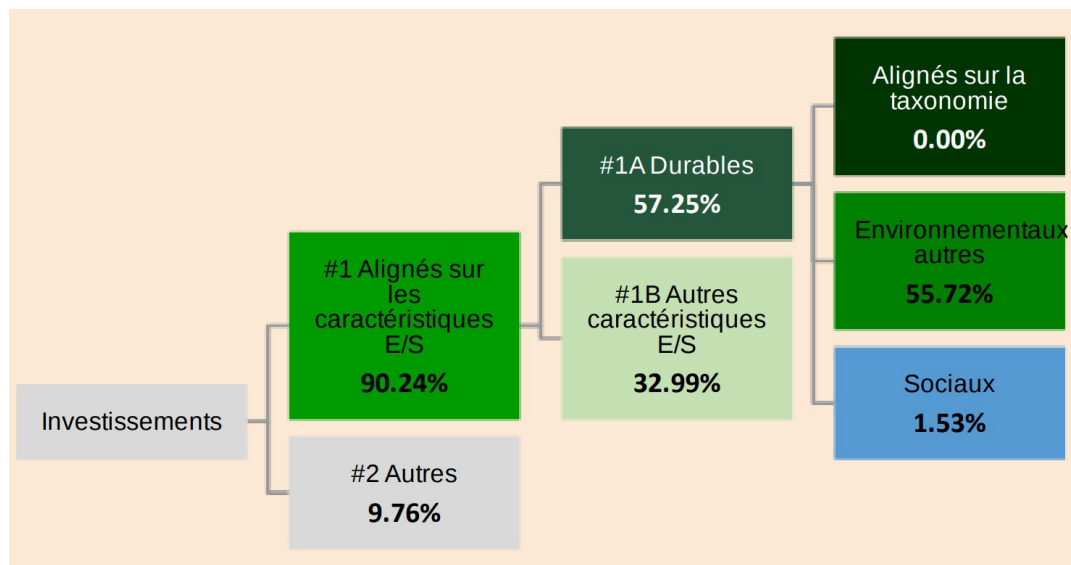 Investissements
#1 Alignés sur
les
caractéristiques
E/S
90.24%
#2 Autres
9.76%
#1A Durables
57.25%
#1B Autres
caractéristiques
E/S
32.99%
Alignés sur la
taxonomie
0.00%
Environnementaux
autres
55.72%
Sociaux
1.53%